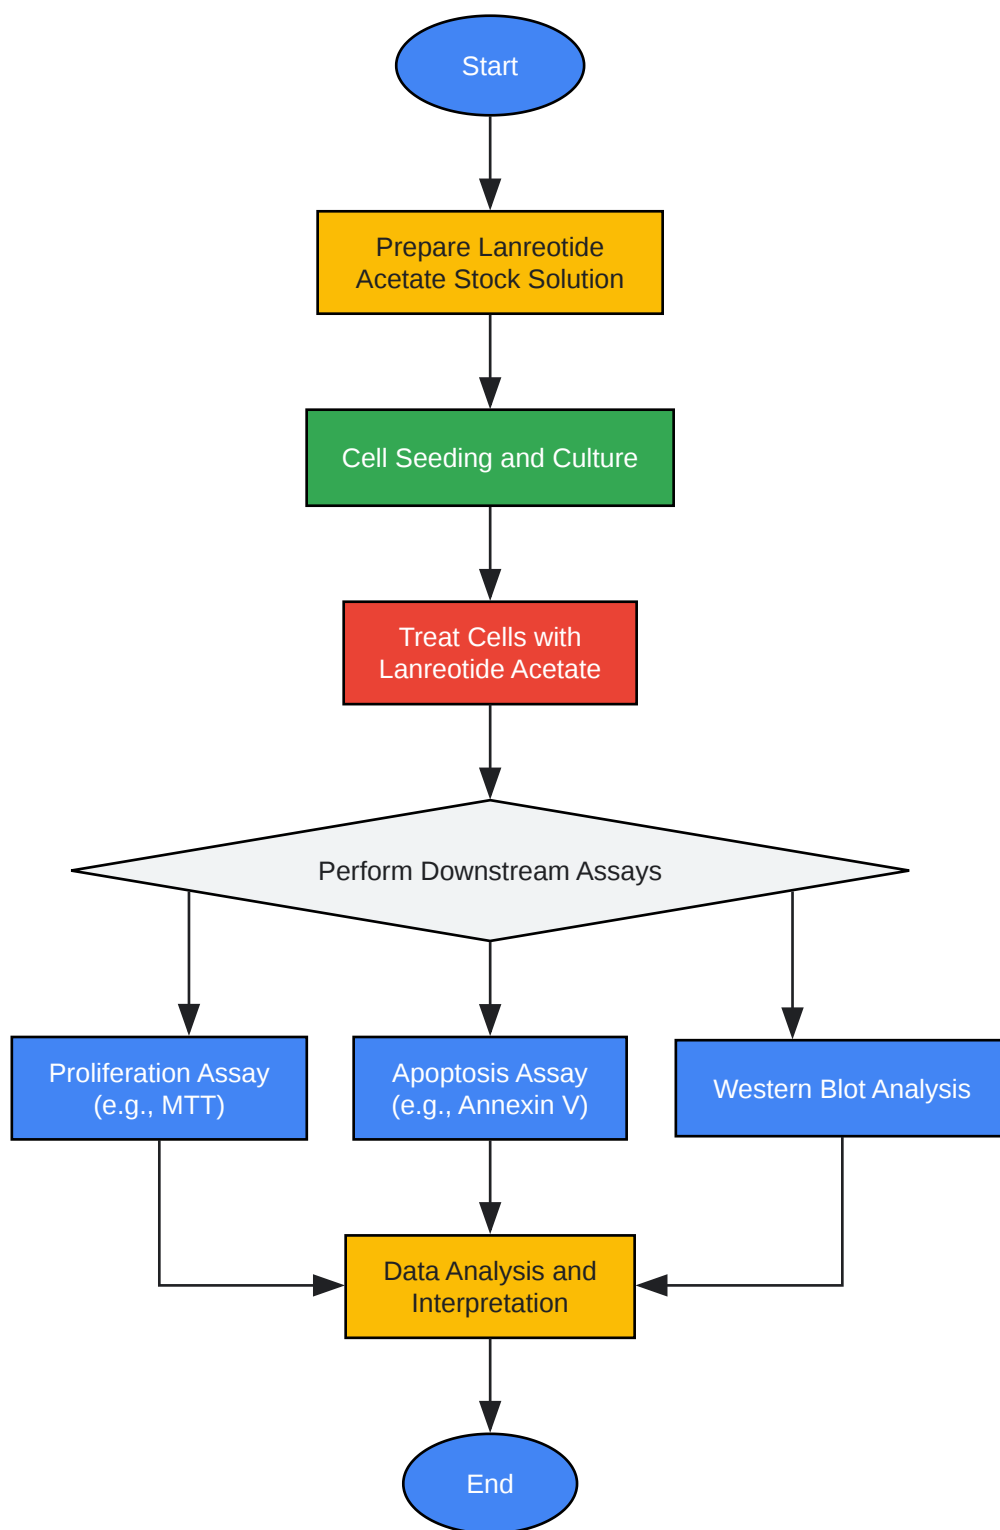 Start
Prepare Lanreotide
Acetate Stock Solution
Cell Seeding and Culture
Treat Cells with
Lanreotide Acetate
Perform Downstream Assays
Proliferation Assay
(e.g., MTT)
Apoptosis Assay
(e.g., Annexin V)
Western Blot Analysis
Data Analysis and
Interpretation
End